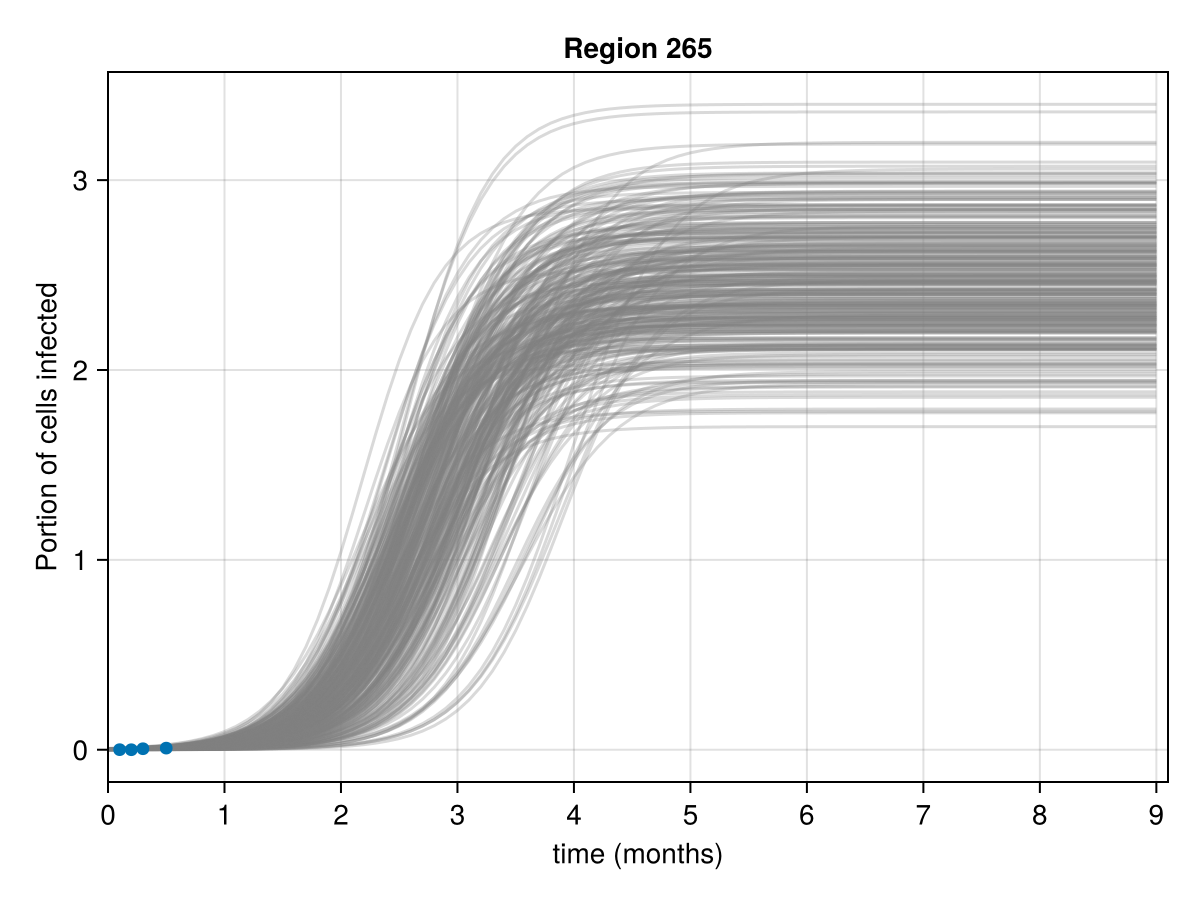 Region 265
Portion of cells infected
3
2
1
0
0 1 2 3 4 5 6 7 8 9
time (months)